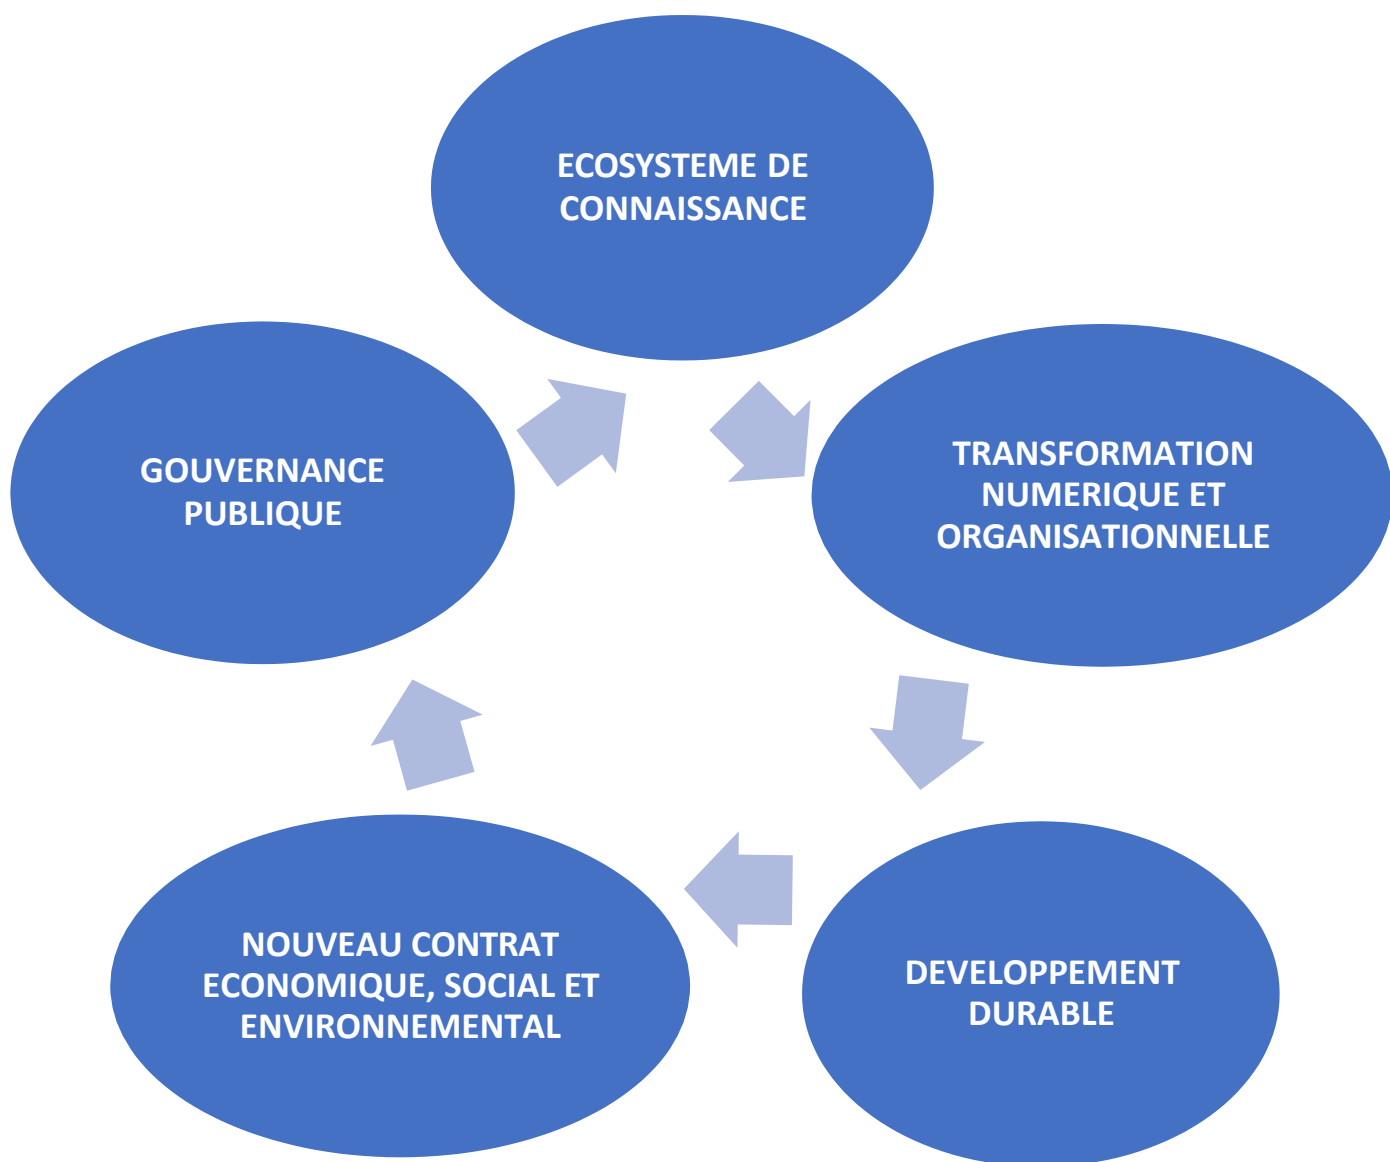 ECOSYSTEME DE
CONNAISSANCE
TRANSFORMATION
NUMERIQUE ET
ORGANISATIONNELLE
DEVELOPPEMENT
DURABLE
NOUVEAU CONTRAT
ECONOMIQUE, SOCIAL ET
ENVIRONNEMENTAL
GOUVERNANCE
PUBLIQUE